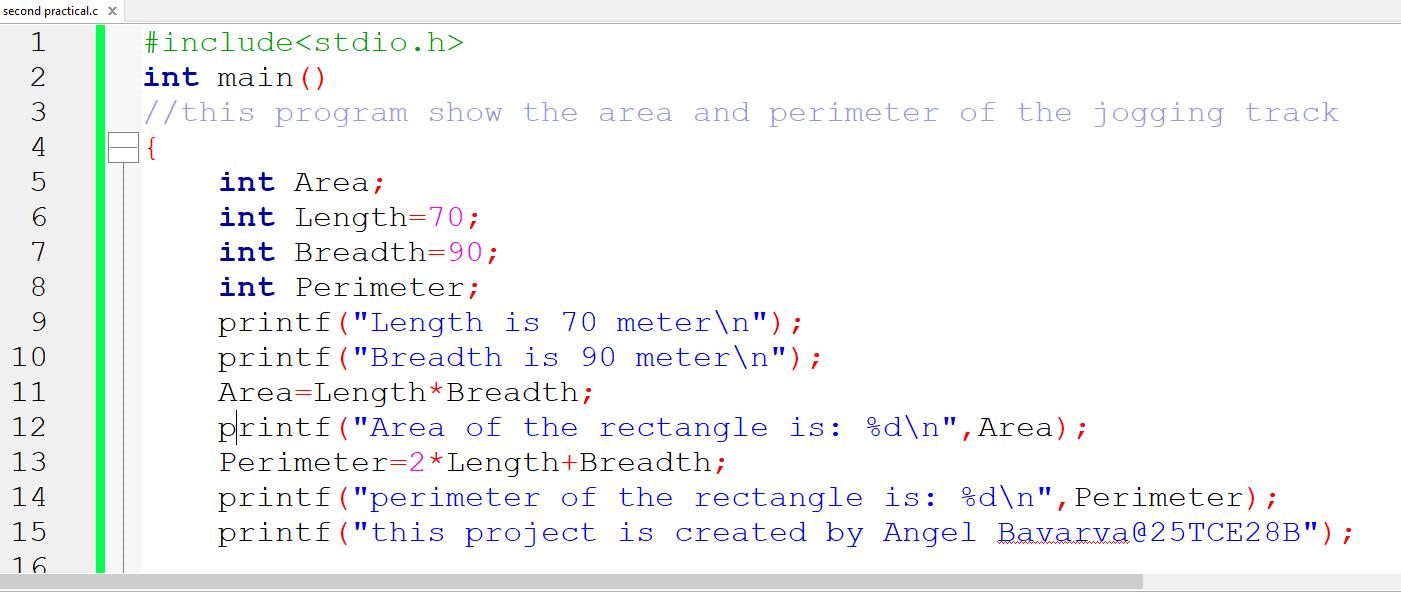 second practical.c X
1 #include<stdio.h>
2 int main()
3 //this program show the area and perimeter of the jogging track
4 {
5 int Area;
6 int Length=70;
7 int Breadth=90;
8 int Perimeter;
9 printf("Length is 70 meter\n");
10 printf("Breadth is 90 meter\n");
11 Area=Length*Breadth;
12 printf("Area of the rectangle is: %d\n",Area);
13 Perimeter=2*Length+Breadth;
14 printf("perimeter of the rectangle is: %d\n",Perimeter);
15 printf("this project is created by Angel Bavarva@25TCE28B");
16